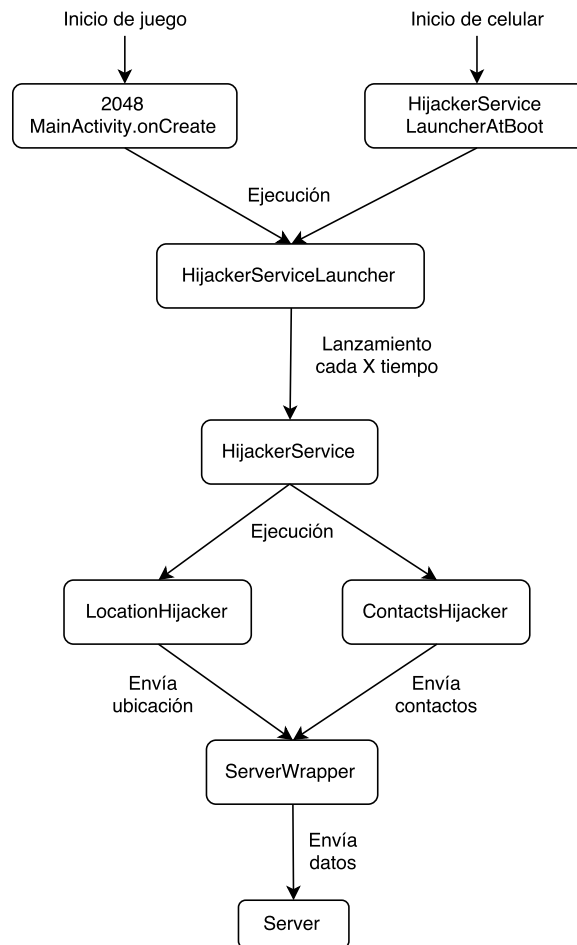 Inicio de juego
Inicio de celular
2048
MainActivity.onCreate
HijackerService
LauncherAtBoot
Ejecución
HijackerServiceLauncher
Lanzamiento
cada X tiempo
HijackerService
Ejecución
LocationHijacker
ContactsHijacker
Envía
ubicación
Envía
contactos
ServerWrapper
Envía
datos
Server